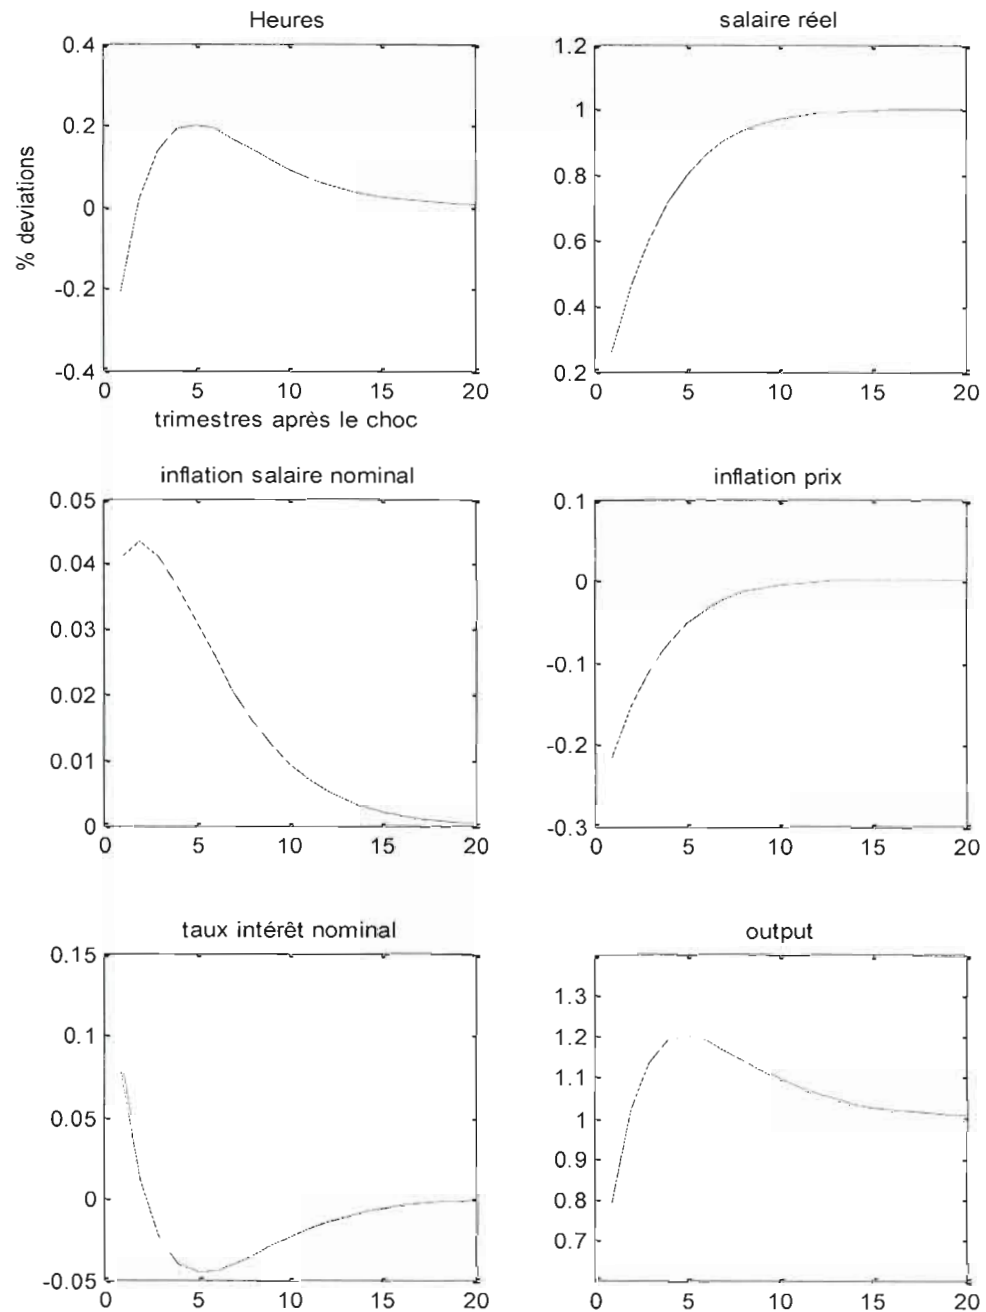 Heures
0.4
0.2
0
-0.2
-0.4
% deviations
0 5 10 15 20
trimestres après le choc
salaire réel
1.2
1
0.8
0.6
0.4
0.2
0 5 10 15 20
inflation salaire nominal
0.05
0.04
0.03
0.02
0.01
0
0 5 10 15 20
inflation prix
0.1
0
-0.1
-0.2
-0.3
0 5 10 15 20
taux intérêt nominal
0.15
0.1
0.05
0
-0.05
0 5 10 15 20
output
1.3
1.2
1.1
1
0.9
0.8
0.7
0 5 10 15 20